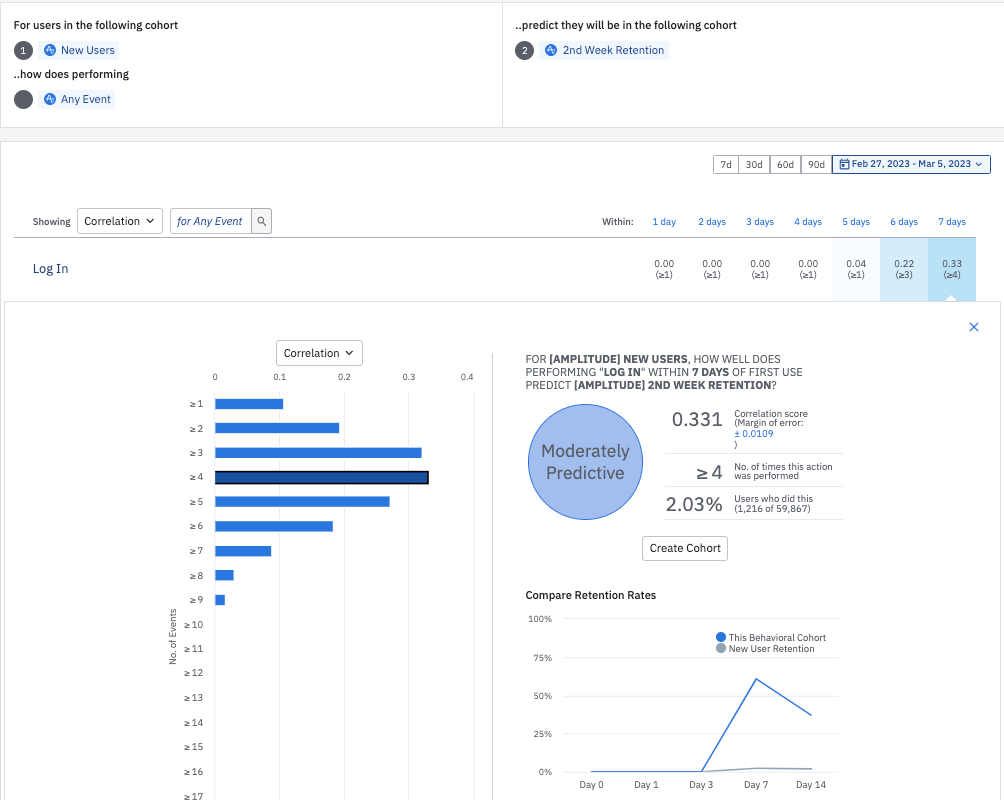 For users in the following cohort
1 New Users
..how does performing
Any Event
..predict they will be in the following cohort
2 2nd Week Retention
7d 30d 60d 90d Feb 27, 2023 - Mar 5, 2023
Showing Correlation for Any Event Within: 1 day 2 days 3 days 4 days 5 days 6 days 7 days
Log In 0.00 0.00 0.00 0.00 0.04 0.22 0.33
(≥1) (≥1) (≥1) (≥1) (≥1) (≥3) (≥4)
Correlation
0 0.1 0.2 0.3 0.4
No. of Events
≥ 1
≥ 2
≥ 3
≥ 4
≥ 5
≥ 6
≥ 7
≥ 8
≥ 9
≥ 10
≥ 11
≥ 12
≥ 13
≥ 14
≥ 15
≥ 16
≥ 17
FOR [AMPLITUDE] NEW USERS, HOW WELL DOES
PERFORMING "LOG IN" WITHIN 7 DAYS OF FIRST USE
PREDICT [AMPLITUDE] 2ND WEEK RETENTION?
Moderately
Predictive
0.331 Correlation score
(Margin of error:
± 0.0109
)
≥ 4 No. of times this action
was performed
2.03% Users who did this
(1,216 of 59,867)
Create Cohort
Compare Retention Rates
100%
75%
50%
25%
0%
This Behavioral Cohort
New User Retention
Day 0 Day 1 Day 3 Day 7 Day 14